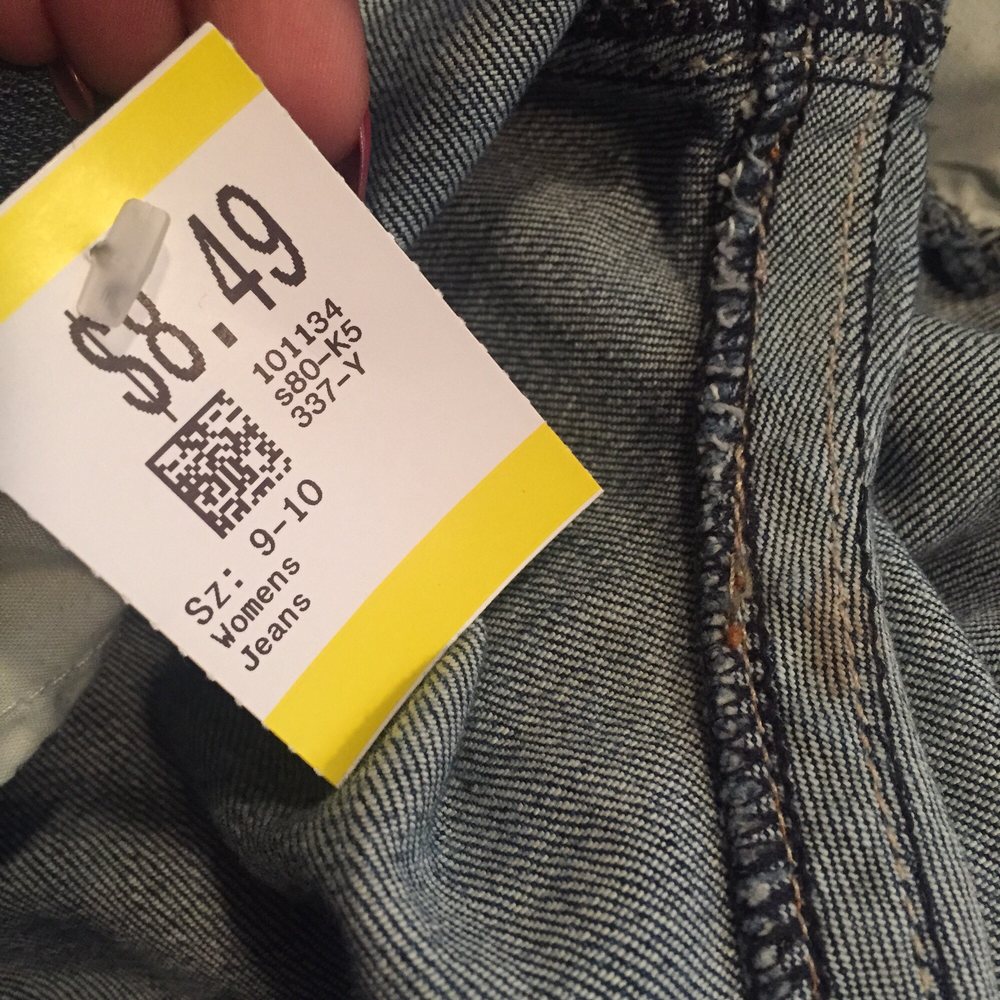 $8.49
101134
s80-K5
337-Y
Sz: 9-10
Womens
Jeans